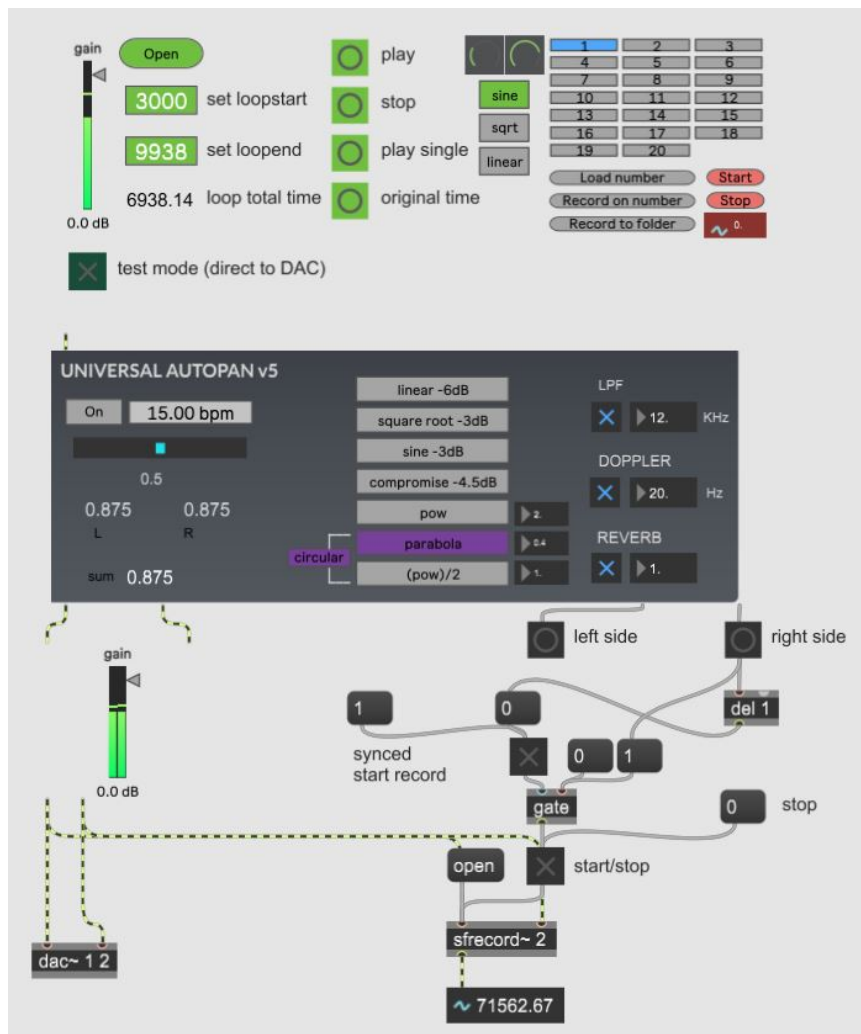 gain
Open
play
3000 set loopstart
stop
9938 set loopend
play single
6938.14 loop total time
original time
0.0 dB
test mode (direct to DAC)
sine
sqrt
linear
1 2 3
4 5 6
7 8 9
10 11 12
13 14 15
16 17 18
19 20
Load number Start
Record on number Stop
Record to folder 0.
UNIVERSAL AUTOPAN v5
On 15.00 bpm
0.5
0.875 0.875
L R
sum 0.875
linear -6dB
square root -3dB
sine -3dB
compromise -4.5dB
pow 2.
circular
parabola 0.4
(pow)/2 1.
LPF
12. KHz
DOPPLER
20. Hz
REVERB
1.
left side
right side
gain
0.0 dB
1
0
del 1
synced
start record
0 1
gate
0 stop
open
start/stop
sfrecord~ 2
dac~ 1 2
71562.67